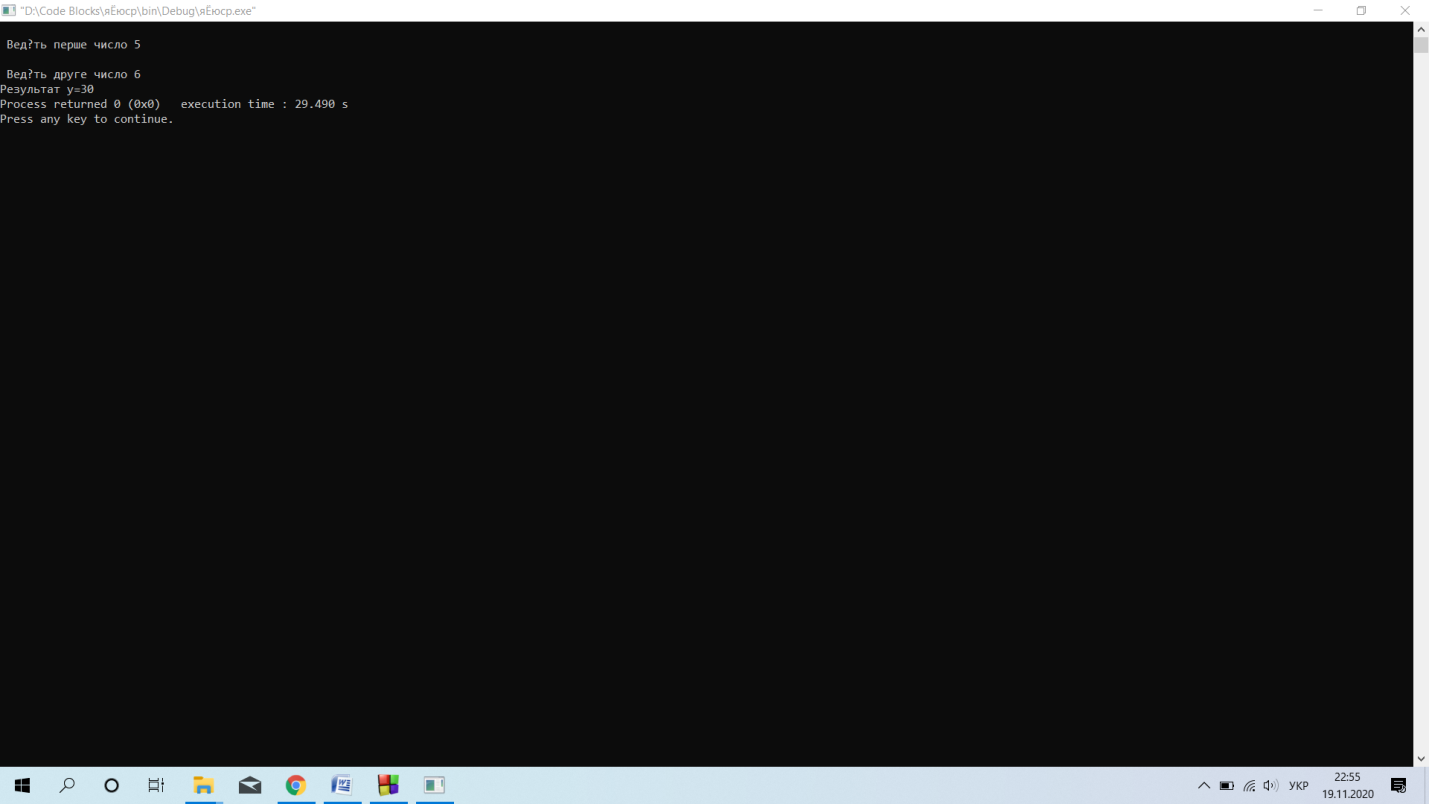 "D:\Code Blocks\яЁюср\bin\Debug\яЁюср.exe"
Вед?ть перше число 5
Вед?ть друге число 6
Результат y=30
Process returned 0 (0x0)   execution time : 29.490 s
Press any key to continue.
УКР
22:55
19.11.2020